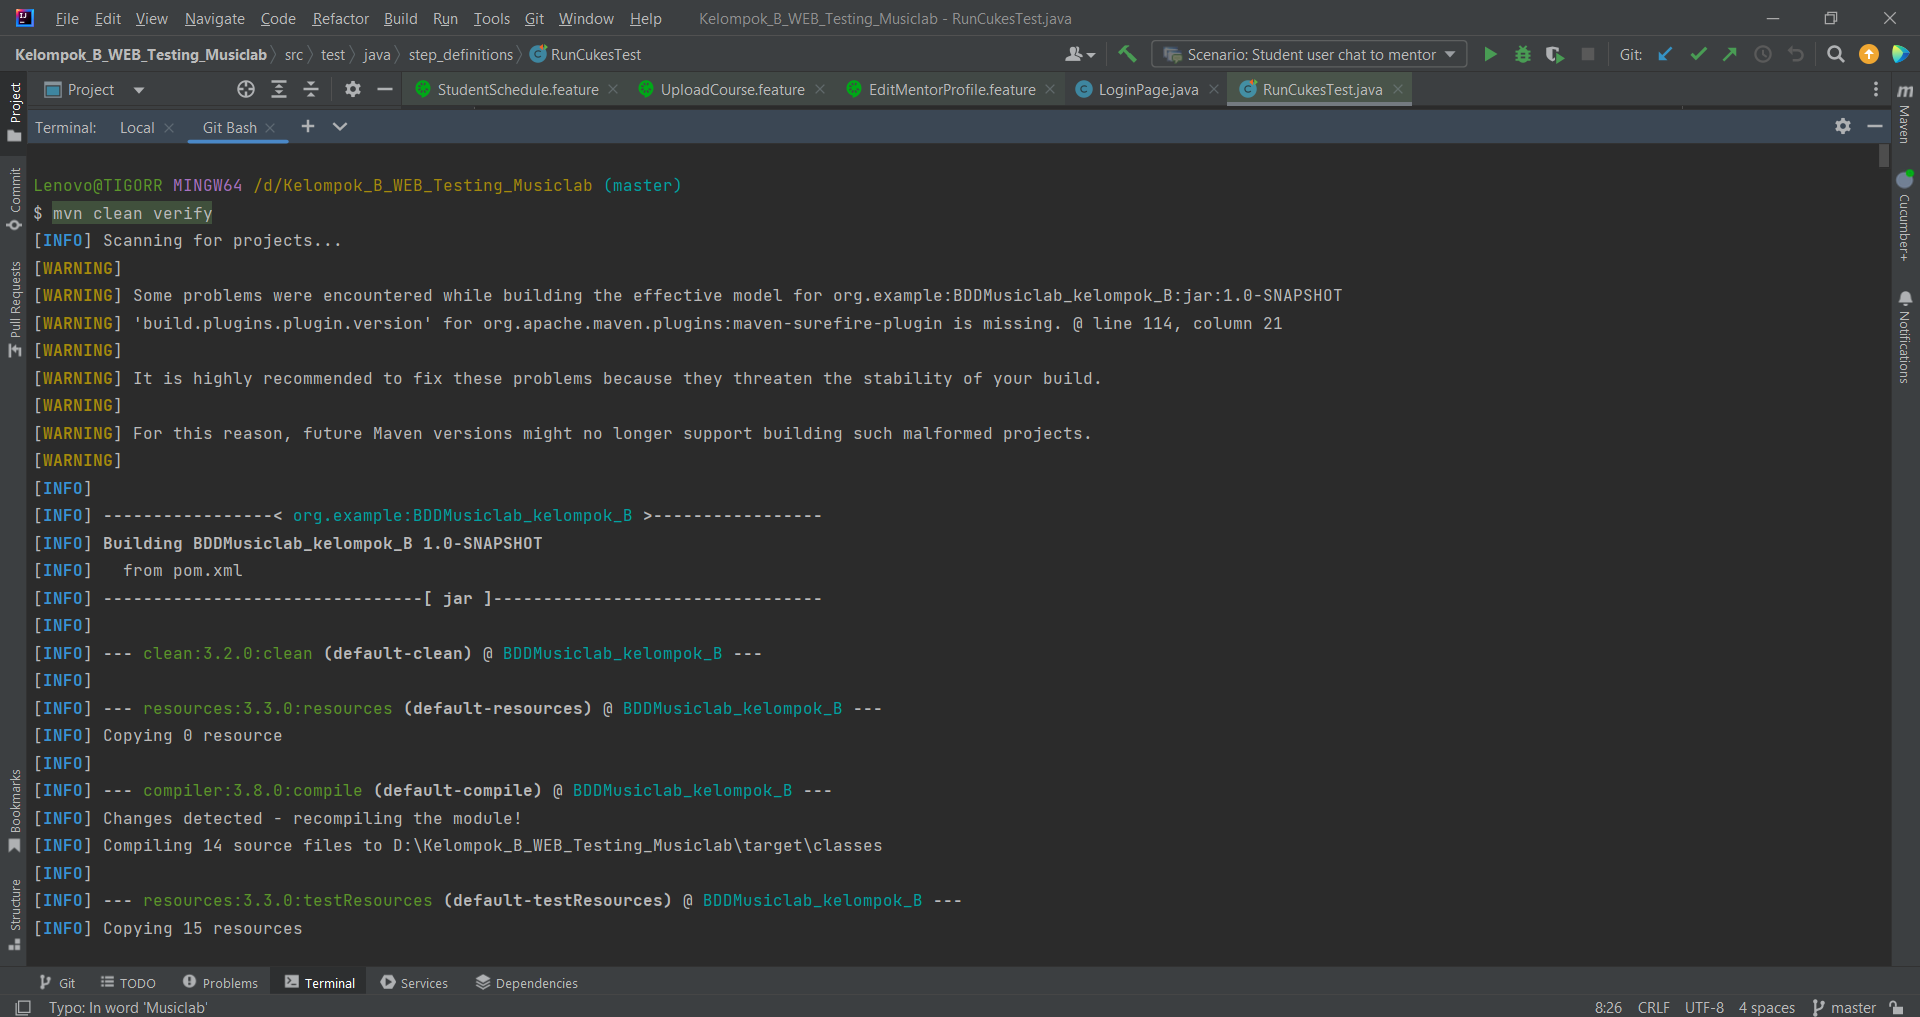 File Edit View Navigate Code Refactor Build Run Tools Git Window Help Kelompok_B_WEB_Testing_Musiclab - RunCukesTest.java
Kelompok_B_WEB_Testing_Musiclab src test java step_definitions RunCukesTest Scenario: Student user chat to mentor Git:
Project StudentSchedule.feature UploadCourse.feature EditMentorProfile.feature LoginPage.java RunCukesTest.java
Terminal: Local Git Bash
Lenovo@TIGORR MINGW64 /d/Kelompok_B_WEB_Testing_Musiclab (master)
$ mvn clean verify
[INFO] Scanning for projects...
[WARNING]
[WARNING] Some problems were encountered while building the effective model for org.example:BDDMusiclab_kelompok_B:jar:1.0-SNAPSHOT
[WARNING] 'build.plugins.plugin.version' for org.apache.maven.plugins:maven-surefire-plugin is missing. @ line 114, column 21
[WARNING]
[WARNING] It is highly recommended to fix these problems because they threaten the stability of your build.
[WARNING]
[WARNING] For this reason, future Maven versions might no longer support building such malformed projects.
[WARNING]
[INFO]
[INFO] -----------------< org.example:BDDMusiclab_kelompok_B >-----------------
[INFO] Building BDDMusiclab_kelompok_B 1.0-SNAPSHOT
[INFO]   from pom.xml
[INFO] --------------------------------[ jar ]---------------------------------
[INFO]
[INFO] --- clean:3.2.0:clean (default-clean) @ BDDMusiclab_kelompok_B ---
[INFO]
[INFO] --- resources:3.3.0:resources (default-resources) @ BDDMusiclab_kelompok_B ---
[INFO] Copying 0 resource
[INFO]
[INFO] --- compiler:3.8.0:compile (default-compile) @ BDDMusiclab_kelompok_B ---
[INFO] Changes detected - recompiling the module!
[INFO] Compiling 14 source files to D:\Kelompok_B_WEB_Testing_Musiclab\target\classes
[INFO]
[INFO] --- resources:3.3.0:testResources (default-testResources) @ BDDMusiclab_kelompok_B ---
[INFO] Copying 15 resources
Project
Commit
Pull Requests
Bookmarks
Structure
m Maven
Cucumber+
Notifications
Git TODO Problems Terminal Services Dependencies
Typo: In word 'Musiclab' 8:26 CRLF UTF-8 4 spaces master